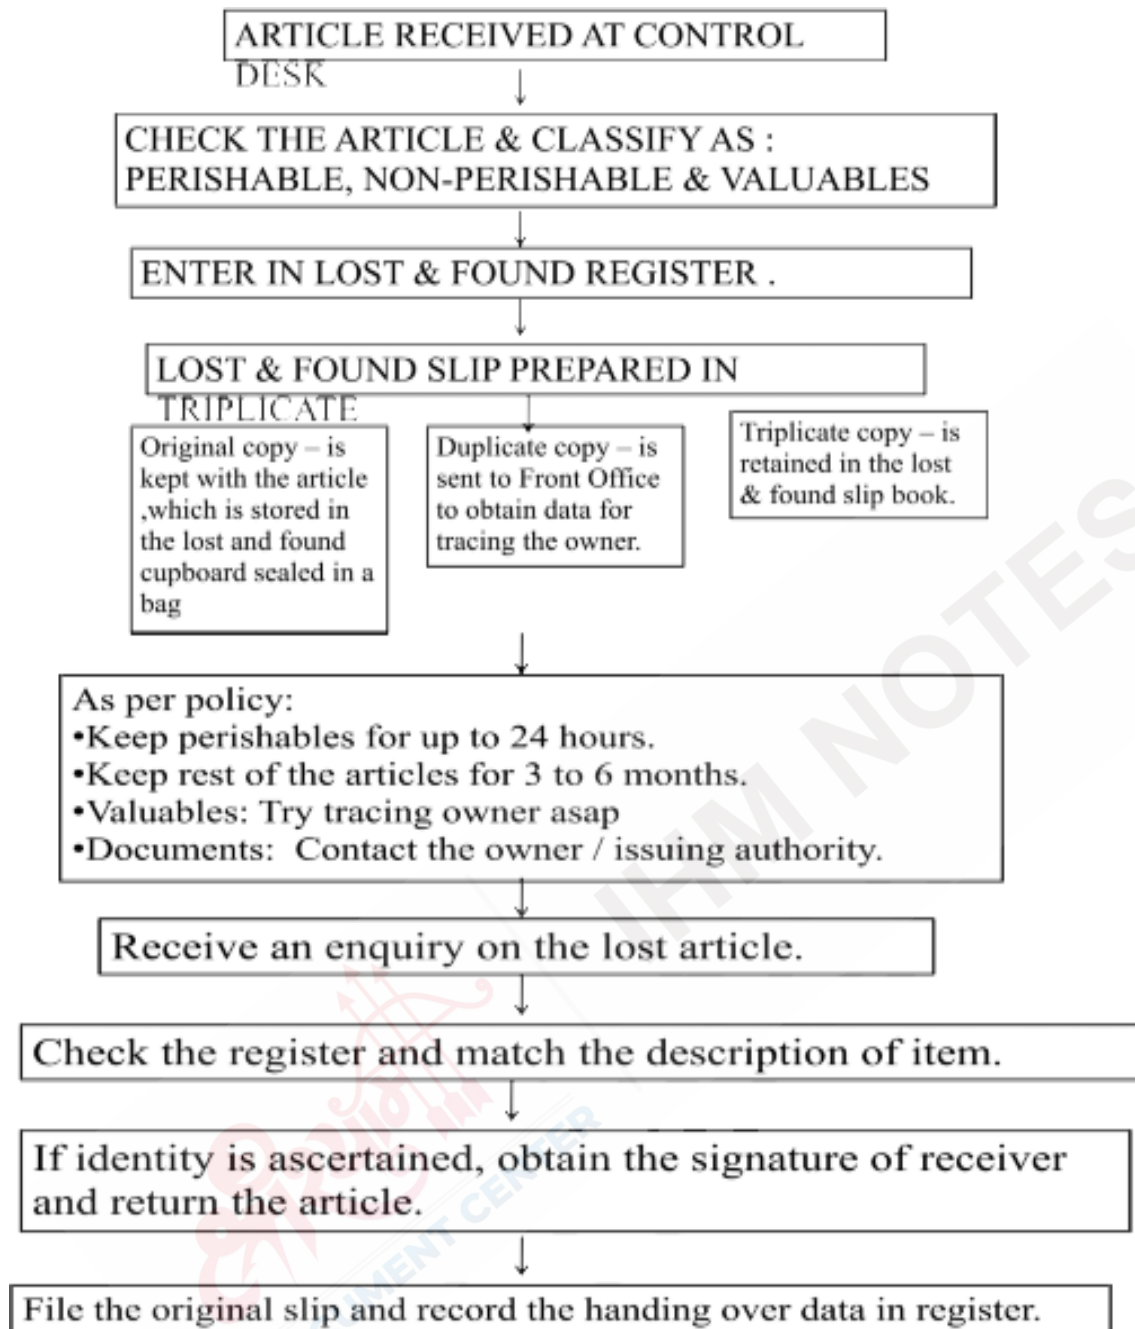 ARTICLE RECEIVED AT CONTROL
DESK
CHECK THE ARTICLE & CLASSIFY AS :
PERISHABLE, NON-PERISHABLE & VALUABLES
ENTER IN LOST & FOUND REGISTER .
LOST & FOUND SLIP PREPARED IN
TRIPLICATE
Original copy – is
kept with the article
,which is stored in
the lost and found
cupboard sealed in a
bag
Duplicate copy – is
sent to Front Office
to obtain data for
tracing the owner.
Triplicate copy – is
retained in the lost
& found slip book.
As per policy:
•Keep perishables for up to 24 hours.
•Keep rest of the articles for 3 to 6 months.
•Valuables: Try tracing owner asap
•Documents: Contact the owner / issuing authority.
Receive an enquiry on the lost article.
Check the register and match the description of item.
If identity is ascertained, obtain the signature of receiver
and return the article.
File the original slip and record the handing over data in register.
IHM NOTES
UMENT CENTER